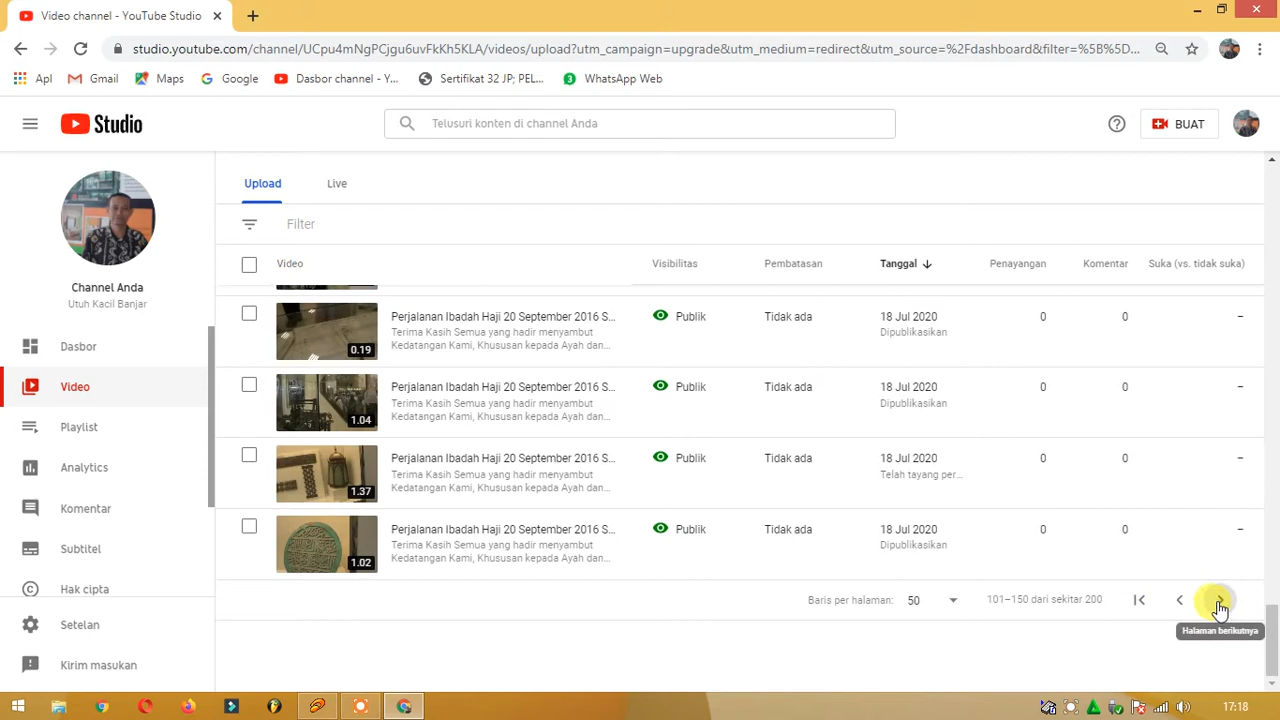 Video channel - YouTube Studio
studio.youtube.com/channel/UCpu4mNgPCjgu6uvFkKh5KLA/videos/upload?utm_campaign=upgrade&utm_medium=redirect&utm_source=%2Fdashboard&filter=%5B%5D...
Apl Gmail Maps Google Dasbor channel - Y... Sertifikat 32 JP; PEL... WhatsApp Web
Studio Telusuri konten di channel Anda BUAT
Channel Anda
Utuh Kacil Banjar
Dasbor
Video
Playlist
Analytics
Komentar
Subtitel
Hak cipta
Setelan
Kirim masukan
Upload Live
Filter
Video Visibilitas Pembatasan Tanggal Penayangan Komentar Suka (vs. tidak suka)
Perjalanan Ibadah Haji 20 September 2016 S... Publik Tidak ada 18 Jul 2020 0 0 –
Terima Kasih Semua yang hadir menyambut Dipublikasikan
Kedatangan Kami, Khususan kepada Ayah dan...
0.19
Perjalanan Ibadah Haji 20 September 2016 S... Publik Tidak ada 18 Jul 2020 0 0 –
Terima Kasih Semua yang hadir menyambut Dipublikasikan
Kedatangan Kami, Khususan kepada Ayah dan...
1.04
Perjalanan Ibadah Haji 20 September 2016 S... Publik Tidak ada 18 Jul 2020 0 0 –
Terima Kasih Semua yang hadir menyambut Telah tayang per...
Kedatangan Kami, Khususan kepada Ayah dan...
1.37
Perjalanan Ibadah Haji 20 September 2016 S... Publik Tidak ada 18 Jul 2020 0 0 –
Terima Kasih Semua yang hadir menyambut Dipublikasikan
Kedatangan Kami, Khususan kepada Ayah dan...
1.02
Baris per halaman: 50 101–150 dari sekitar 200
Halaman berikutnya
17:18